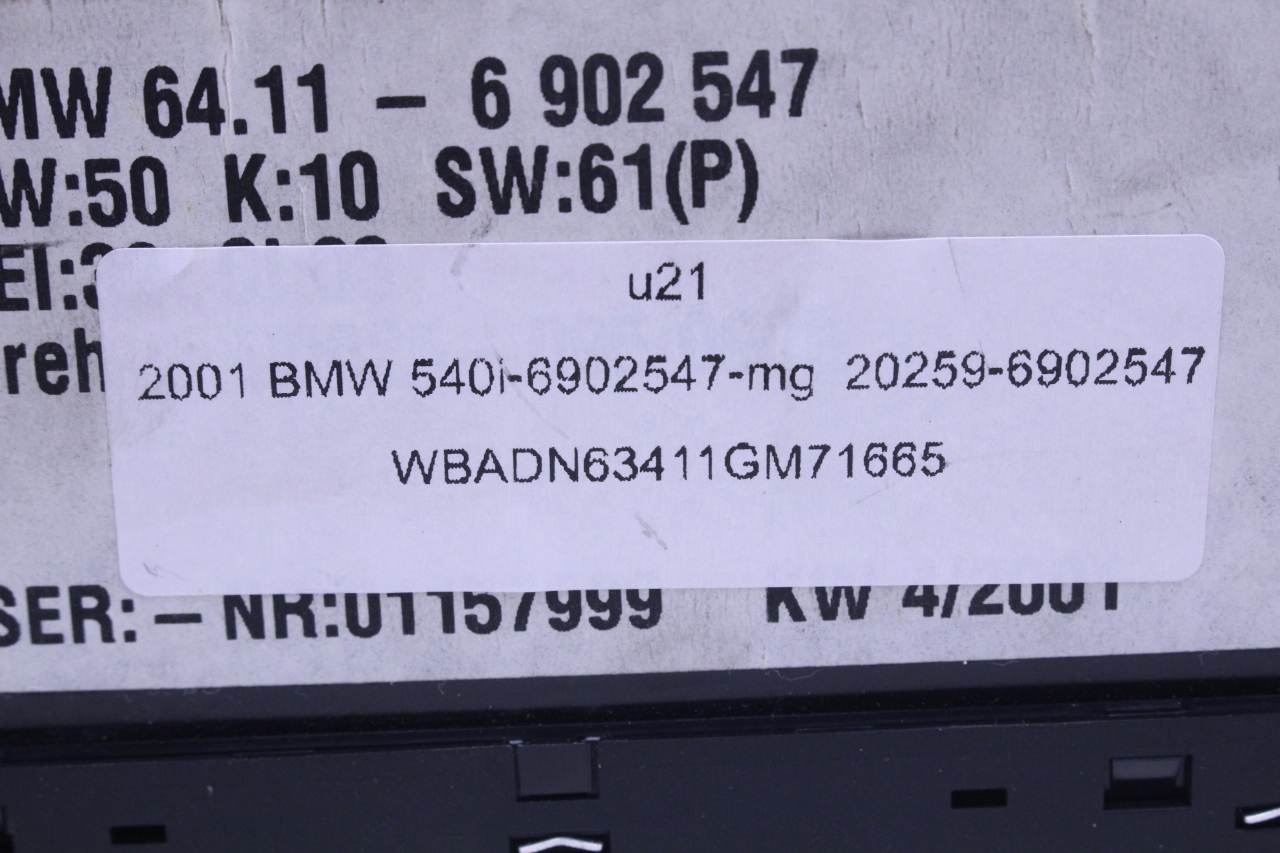 MW 64.11 – 6 902 547
W:50 K:10 SW:61(P)
u21
2001 BMW 540i-6902547-mg 20259-6902547
WBADN63411GM71665
SER:–NR:01157999 KW 4/2001